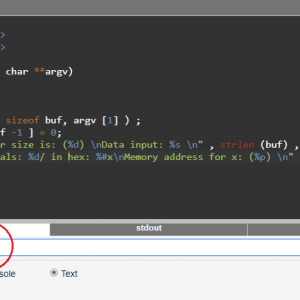 >
>
char **argv)
sizeof buf, argv [1] ) ;
f -1 ] = 0;
r size is: (%d) \nData input: %s \n" , strlen (buf) ,
als: %d/ in hex: %#x\nMemory address for x: (%p) \n" ,
stdout
sole
Text